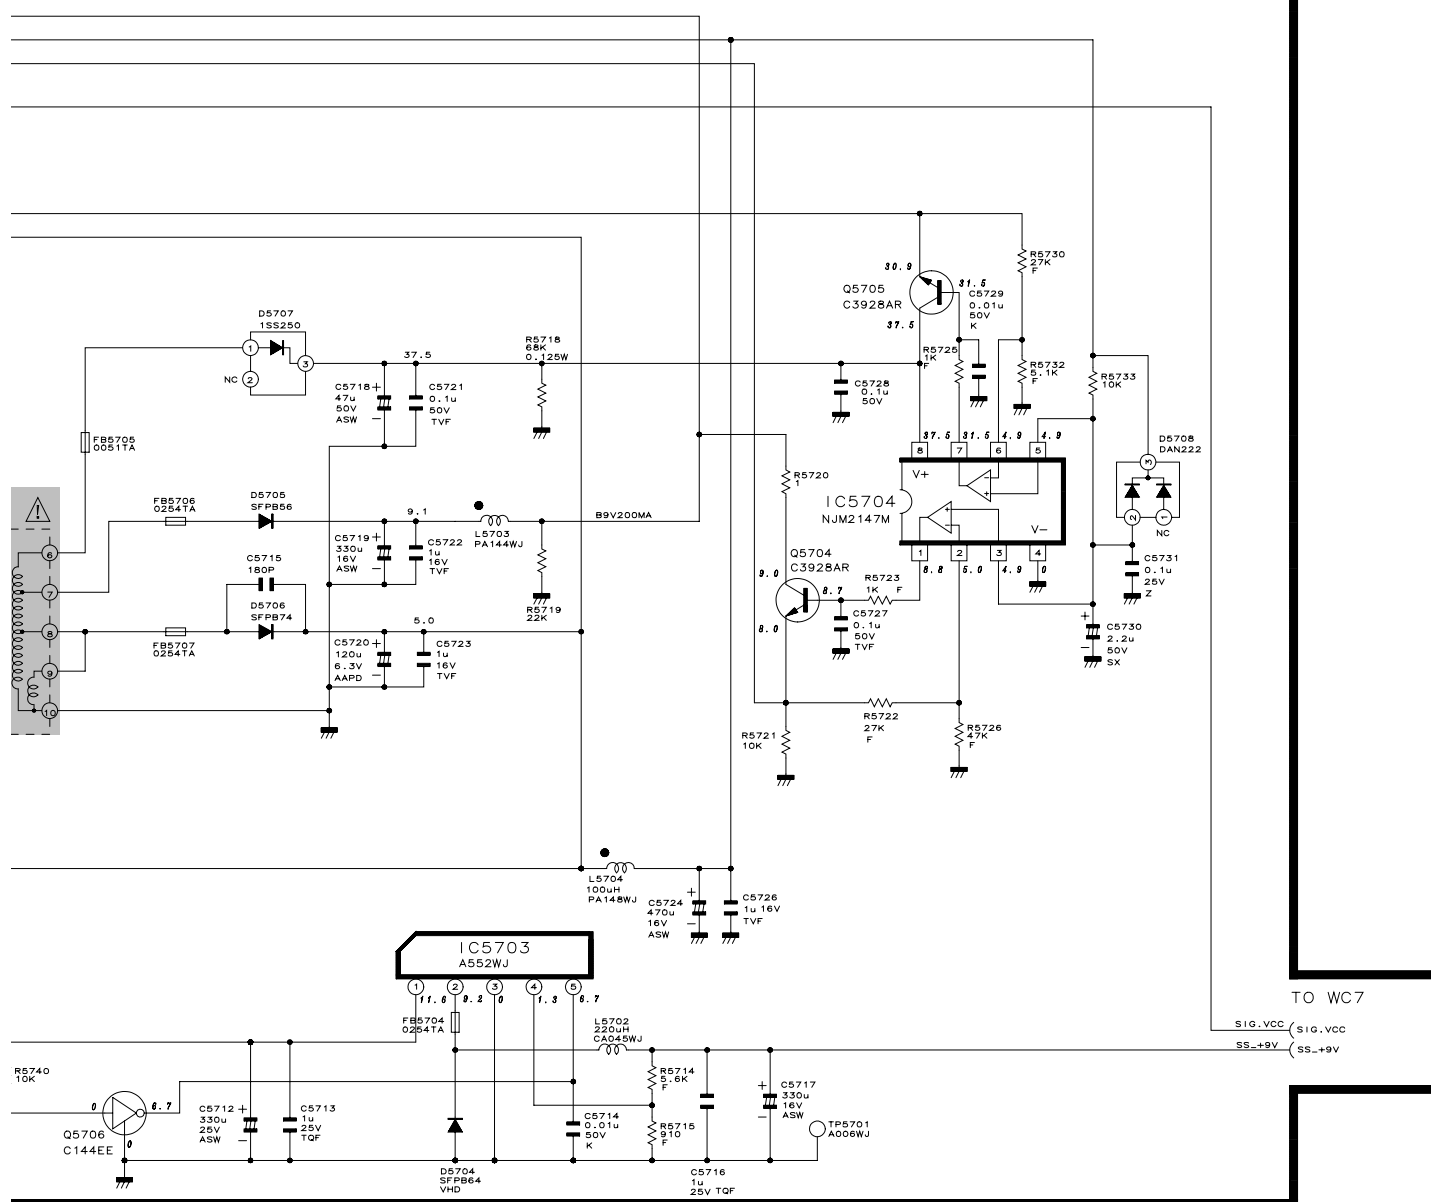 R5730
27K
F
30.9
Q5705
C3928AR
31.5
C5729
0.01u
50V
K
37.5
D5707
1SS250
1
3
NC 2
37.5
R5718
68K
0.125W
R5725
1K
F
R5732
5.1K
F
R5733
10K
C5718 +
47u
50V
ASW −
C5721
0.1u
50V
TVF
C5728
0.1u
50V
FB5705
0051TA
37.5 31.5 4.9 4.9
8 7 6 5
D5708
DAN222
3
V+
IC5704
NJM2147M
V-
2 1
NC
R5720
1
FB5706
0254TA
D5705
SFPB56
9.1
L5703
PA144WJ
B9V200MA
C5719 +
330u
16V
ASW −
C5722
1u
16V
TVF
1 2 3 4
8.8 5.0 4.9 0
6
7
8
9
10
C5715
180P
D5706
SFPB74
FB5707
0254TA
R5719
22K
Q5704
C3928AR
9.0
8.7
8.0
R5723
1K F
C5727
0.1u
50V
TVF
C5731
0.1u
25V
Z
+
−
C5730
2.2u
50V
SX
5.0
C5720 +
120u
6.3V
AAPD −
C5723
1u
16V
TVF
R5722
27K
F
R5721
10K
R5726
47K
F
L5704
100uH
PA148WJ
C5724 +
470u
16V −
ASW
C5726
1u 16V
TVF
IC5703
A552WJ
1 2 3 4 5
11.6 9.2 0 1.3 6.7
TO WC7
SIG.VCC SIG.VCC
SS_+9V SS_+9V
FB5704
0254TA
L5702
220uH
CA045WJ
R5740
10K
0
6.7
0
Q5706
C144EE
C5712 +
330u
25V
ASW −
C5713
1u
25V
TQF
R5714
5.6K
F
C5714
0.01u
50V
K
R5715
910
F
+
−
C5717
330u
16V
ASW
TP5701
A006WJ
D5704
SFPB64
VHD
C5716
1u
25V TQF